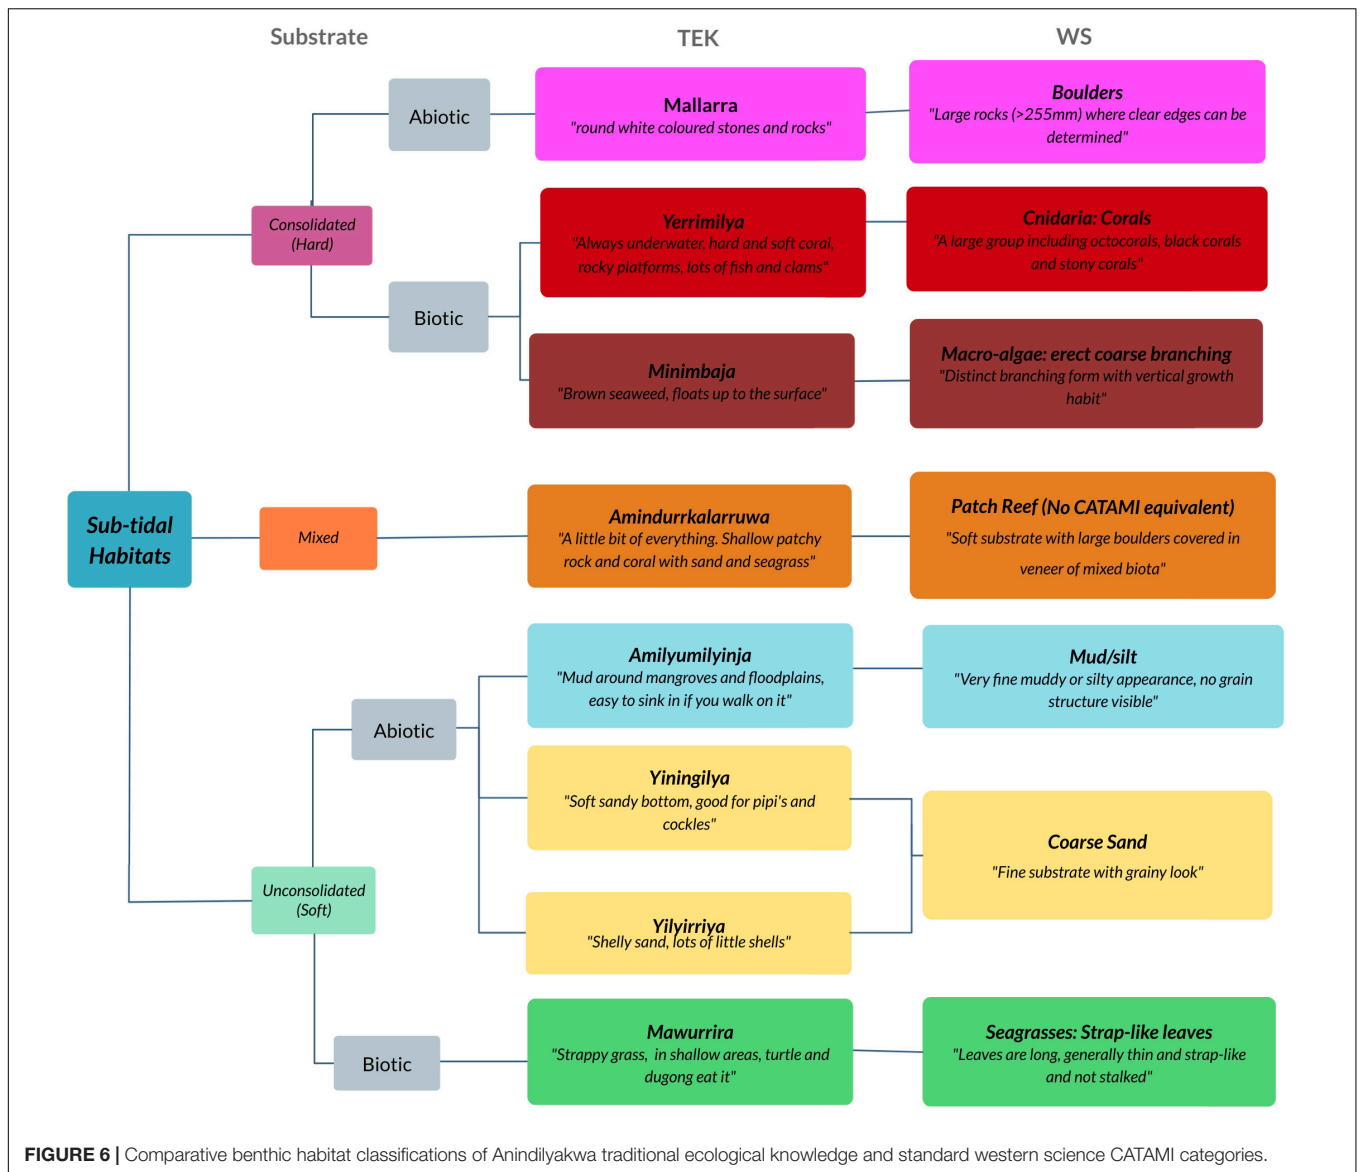 Substrate
TEK
WS
Abiotic
Mallarra
"round white coloured stones and rocks"
Boulders
"Large rocks (>255mm) where clear edges can be
determined"
Consolidated
(Hard)
Yerrimilya
"Always underwater, hard and soft coral,
rocky platforms, lots of fish and clams"
Cnidaria: Corals
"A large group including octocorals, black corals
and stony corals"
Biotic
Minimbaja
"Brown seaweed, floats up to the surface"
Macro-algae: erect coarse branching
"Distinct branching form with vertical growth
habit"
Sub-tidal
Habitats
Mixed
Amindurrkalarruwa
"A little bit of everything. Shallow patchy
rock and coral with sand and seagrass"
Patch Reef (No CATAMI equivalent)
"Soft substrate with large boulders covered in
veneer of mixed biota"
Amilyumilyinja
"Mud around mangroves and floodplains,
easy to sink in if you walk on it"
Mud/silt
"Very fine muddy or silty appearance, no grain
structure visible"
Abiotic
Yiningilya
"Soft sandy bottom, good for pipi's and
cockles"
Coarse Sand
"Fine substrate with grainy look"
Unconsolidated
(Soft)
Yilyirriya
"Shelly sand, lots of little shells"
Biotic
Mawurrira
"Strappy grass, in shallow areas, turtle and
dugong eat it"
Seagrasses: Strap-like leaves
"Leaves are long, generally thin and strap-like
and not stalked"
FIGURE 6 | Comparative benthic habitat classifications of Anindilyakwa traditional ecological knowledge and standard western science CATAMI categories.